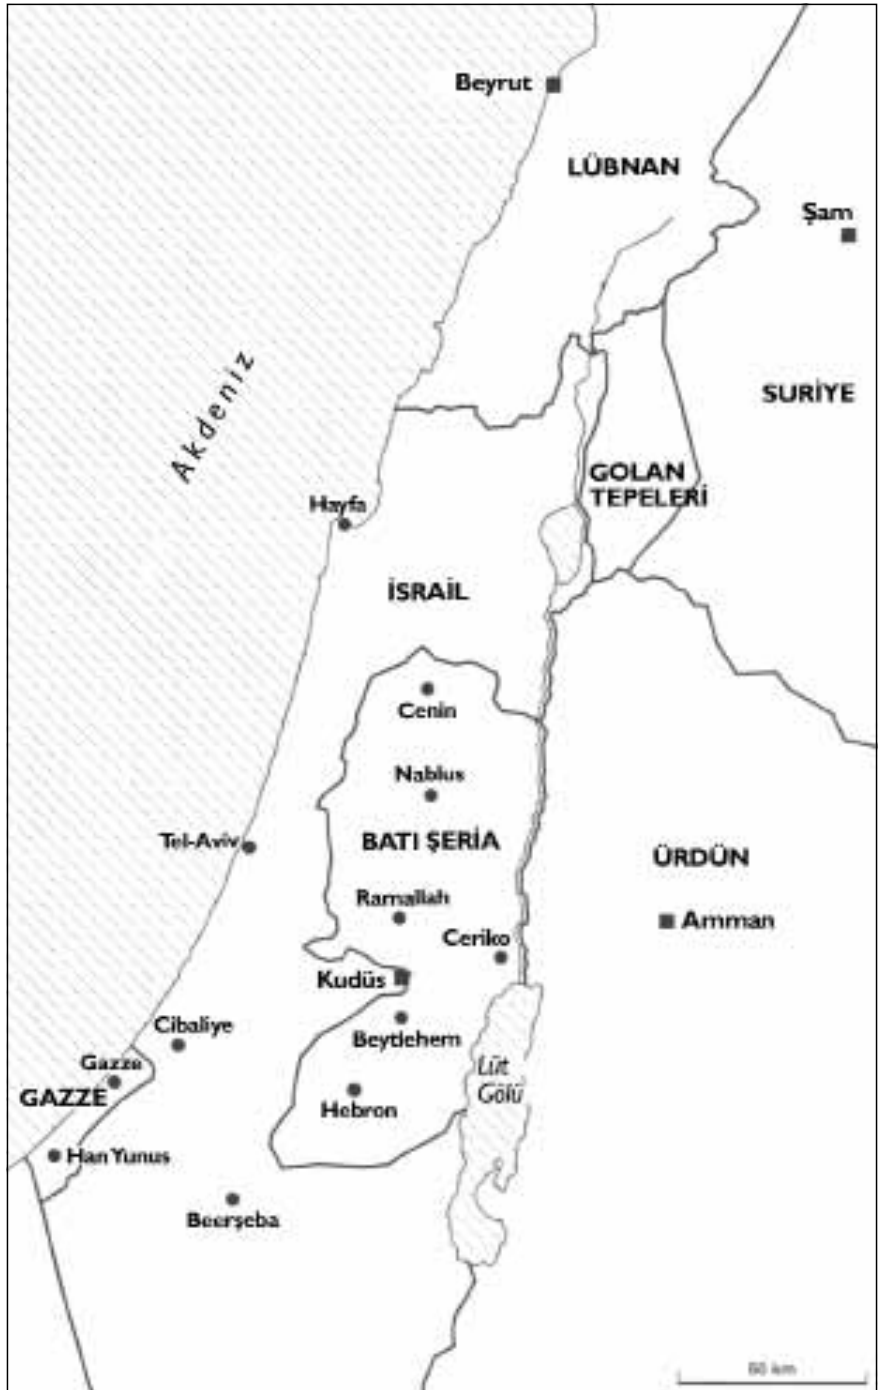 Beyrut
LÜBNAN
Şam
Akdeniz
SURİYE
GOLAN
TEPELERİ
Hayfa
İSRAİL
Cenin
Nablus
Tel-Aviv
BATI ŞERIA
ÜRDÜN
Ramallah
Amman
Ceriko
Kudüs
Cibaliye
Beytlehem
Gazze
GAZZE
Lût
Gölü
Hebron
Han Yunus
Beerşeba